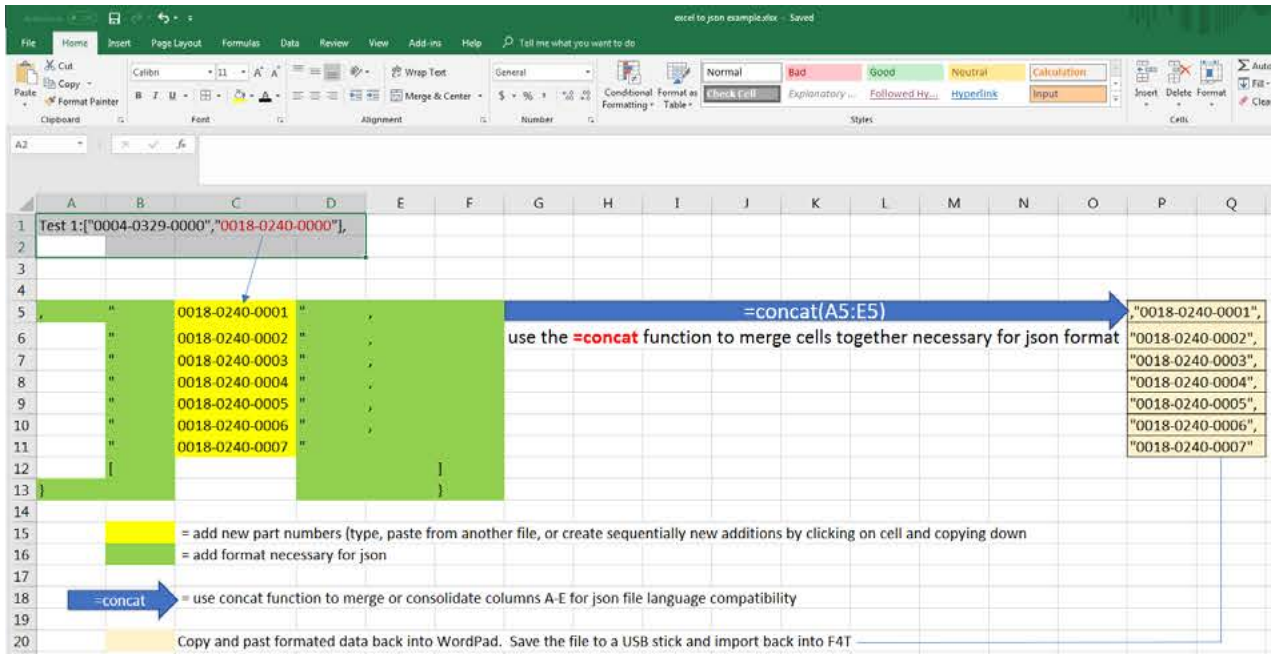 excel to json example.xlsx - Saved
File Home Insert Page Layout Formulas Data Review View Add-ins Help Tell me what you want to do
Cut
Copy
Format Painter
Paste
Calibri 11
B I U
Wrap Text
Merge & Center
General
$ % ,
Conditional Formatting
Format as Table
Normal Bad Good Neutral Calculation
Check Cell Explanatory ... Followed Hy... Hyperlink Input
Insert Delete Format
Fill
Clipboard Font Alignment Number Styles Cells
A2 fx
A B C D E F G H I J K L M N O P Q
1 Test 1:["0004-0329-0000","0018-0240-0000"],
2
3
4
5 , " 0018-0240-0001 " , =concat(A5:E5) ,"0018-0240-0001",
6 " 0018-0240-0002 " , use the =concat function to merge cells together necessary for json format "0018-0240-0002",
7 " 0018-0240-0003 " , "0018-0240-0003",
8 " 0018-0240-0004 " , "0018-0240-0004",
9 " 0018-0240-0005 " , "0018-0240-0005",
10 " 0018-0240-0006 " , "0018-0240-0006",
11 " 0018-0240-0007 " "0018-0240-0007"
12 [ ]
13 } }
14
15 = add new part numbers (type, paste from another file, or create sequentially new additions by clicking on cell and copying down
16 = add format necessary for json
17
18 =concat = use concat function to merge or consolidate columns A-E for json file language compatibility
19
20 Copy and past formated data back into WordPad. Save the file to a USB stick and import back into F4T